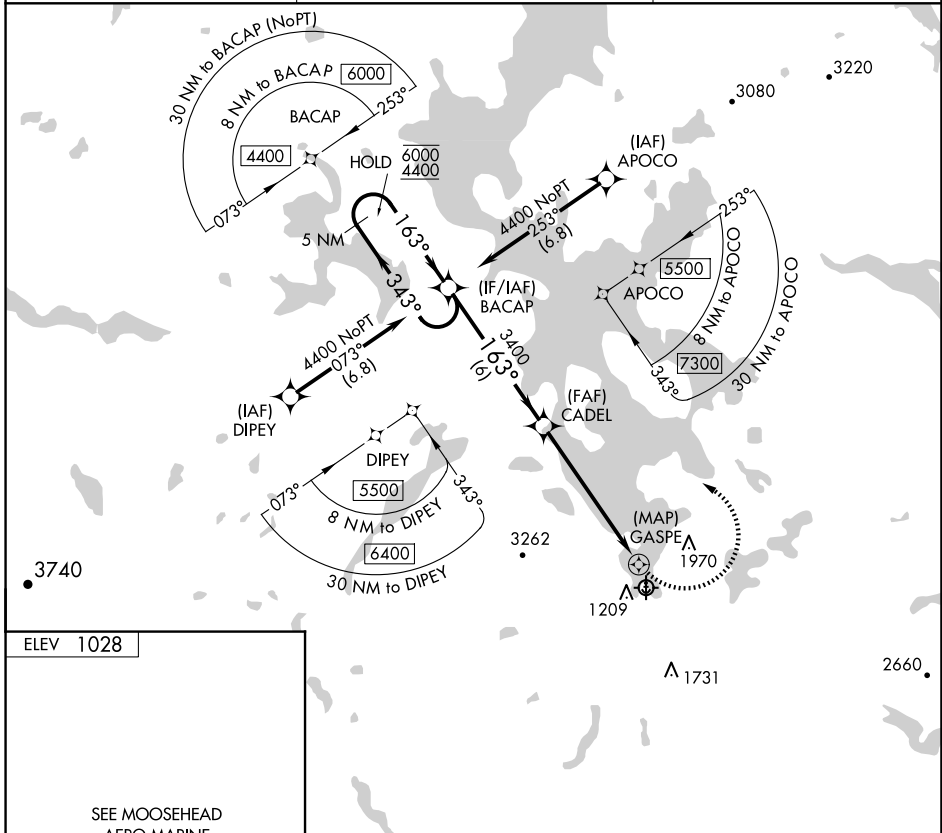 30 NM to BACAP (NoPT)
8 NM to BACAP
6000
253°
BACAP
4400
073°
3220
3080
HOLD
6000
4400
(IAF)
APOCO
5 NM
163°
343°
4400 NoPT
253°
(6.8)
253°
5500
APOCO
8 NM to APOCO
30 NM to APOCO
7300
343°
(IF/IAF)
BACAP
3400
163°
(6)
4400 NoPT
073°
(6.8)
(IAF)
DIPEY
(FAF)
CADEL
DIPEY
073°
343°
5500
8 NM to DIPEY
6400
30 NM to DIPEY
(MAP)
GASPE
3262
1970
3740
1209
1731
2660
ELEV 1028
SEE MOOSEHEAD
AERO MARINE